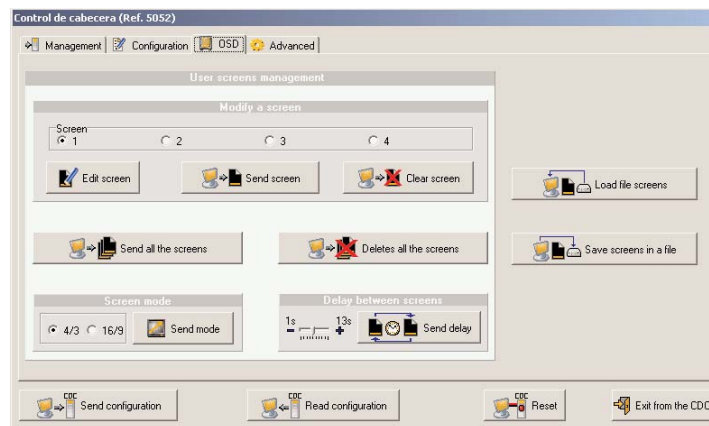 Control de cabecera (Ref. 5052)
Management Configuration OSD Advanced
User screens management
Modify a screen
Screen
1 2 3 4
Edit screen Send screen Clear screen
Load file screens
Send all the screens Deletes all the screens
Save screens in a file
Screen mode
4/3 16/9 Send mode
Delay between screens
1s 13s Send delay
CDC Send configuration CDC Read configuration CDC Reset Exit from the CDC